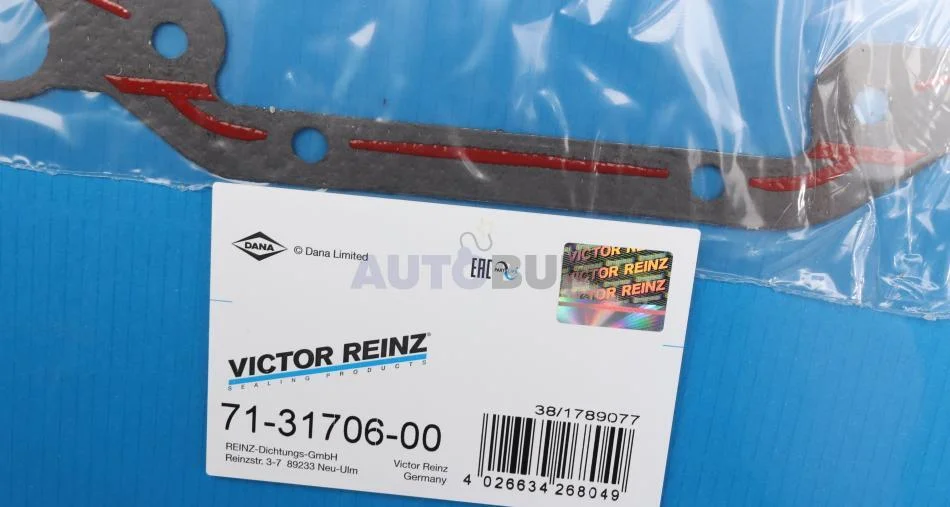 DANA
© Dana Limited
EAC
VICTOR REINZ
VICTOR REINZ
VICTOR REINZ
AUTOBU
VICTOR REINZ®
SEALING PRODUCTS
71-31706-00
38/1789077
REINZ-Dichtungs-GmbH
Reinzstr. 3-7 89233 Neu-Ulm
Victor Reinz
Germany
4 026634 268049